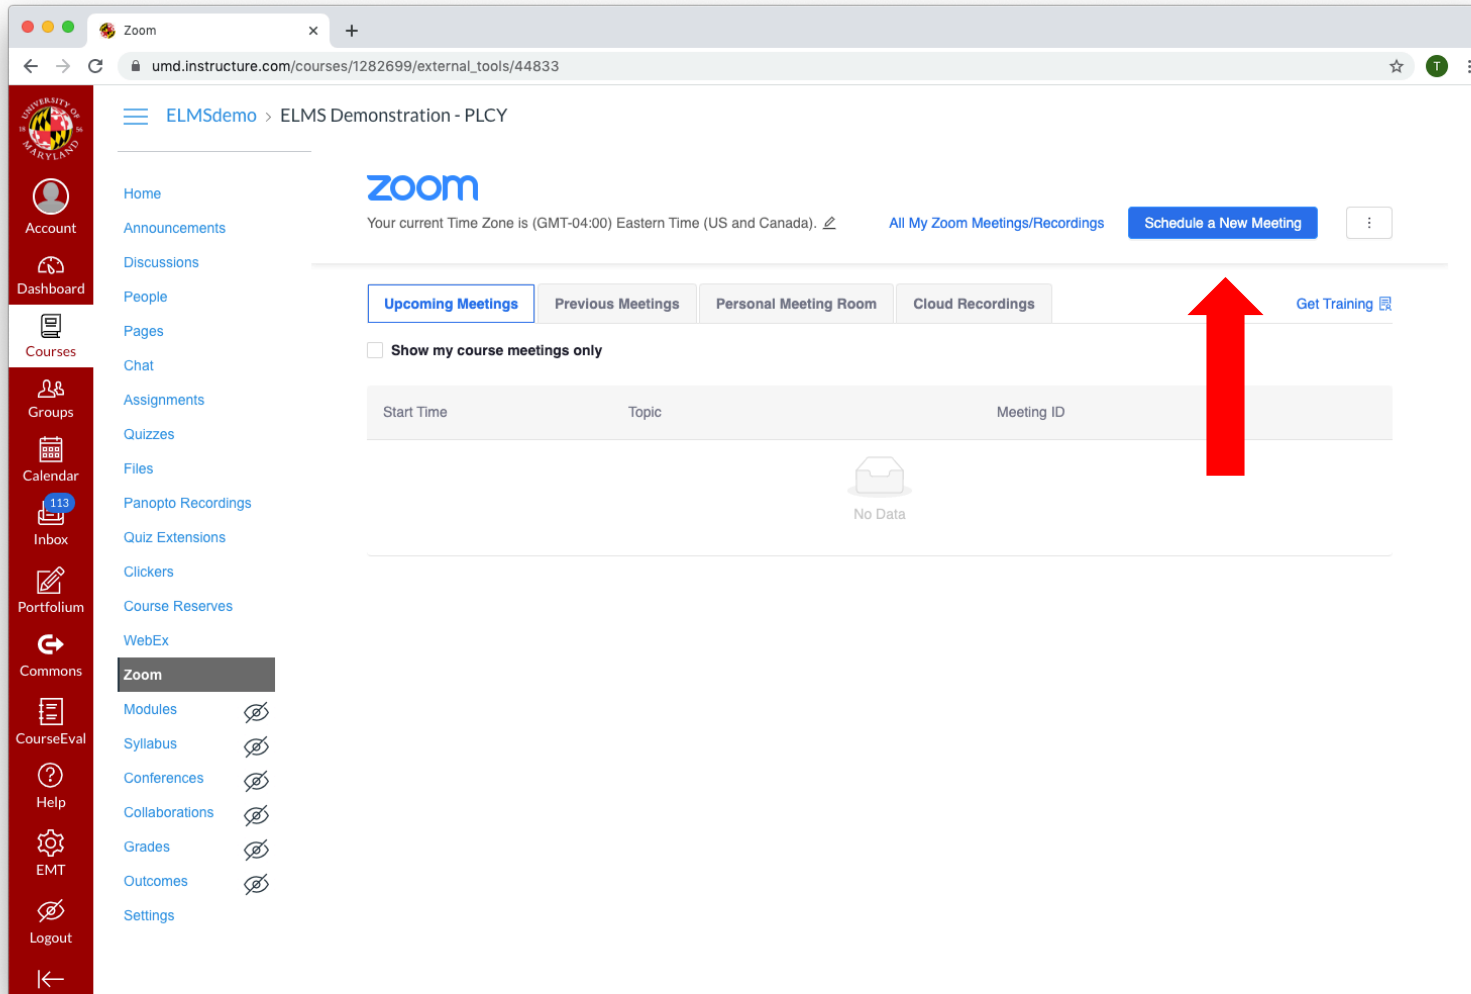 Zoom
umd.instructure.com/courses/1282699/external_tools/44833
T
UNIVERSITY OF
18 56
MARYLAND
ELMSdemo > ELMS Demonstration - PLCY
Account
Dashboard
Courses
Groups
Calendar
113
Inbox
Portfolium
Commons
CourseEval
Help
EMT
Logout
Home
Announcements
Discussions
People
Pages
Chat
Assignments
Quizzes
Files
Panopto Recordings
Quiz Extensions
Clickers
Course Reserves
WebEx
Zoom
Modules
Syllabus
Conferences
Collaborations
Grades
Outcomes
Settings
zoom
Your current Time Zone is (GMT-04:00) Eastern Time (US and Canada). All My Zoom Meetings/Recordings Schedule a New Meeting
Upcoming Meetings Previous Meetings Personal Meeting Room Cloud Recordings Get Training
Show my course meetings only
Start Time Topic Meeting ID
No Data